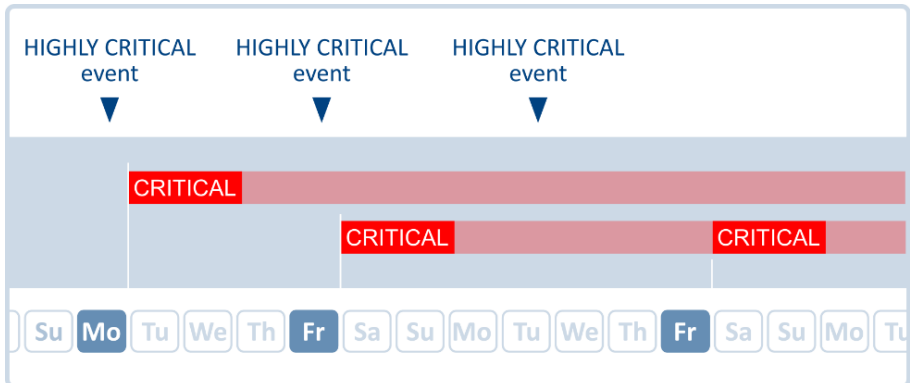 HIGHLY CRITICAL
event
HIGHLY CRITICAL
event
HIGHLY CRITICAL
event
CRITICAL
CRITICAL
CRITICAL
Su Mo Tu We Th Fr Sa Su Mo Tu We Th Fr Sa Su Mo Tu